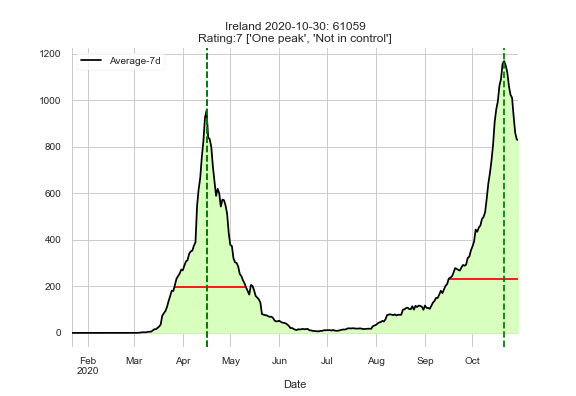 Ireland 2020-10-30: 61059
Rating:7 ['One peak', 'Not in control']
Average-7d
1200
1000
800
600
400
200
0
Feb Mar Apr May Jun Jul Aug Sep Oct
2020
Date